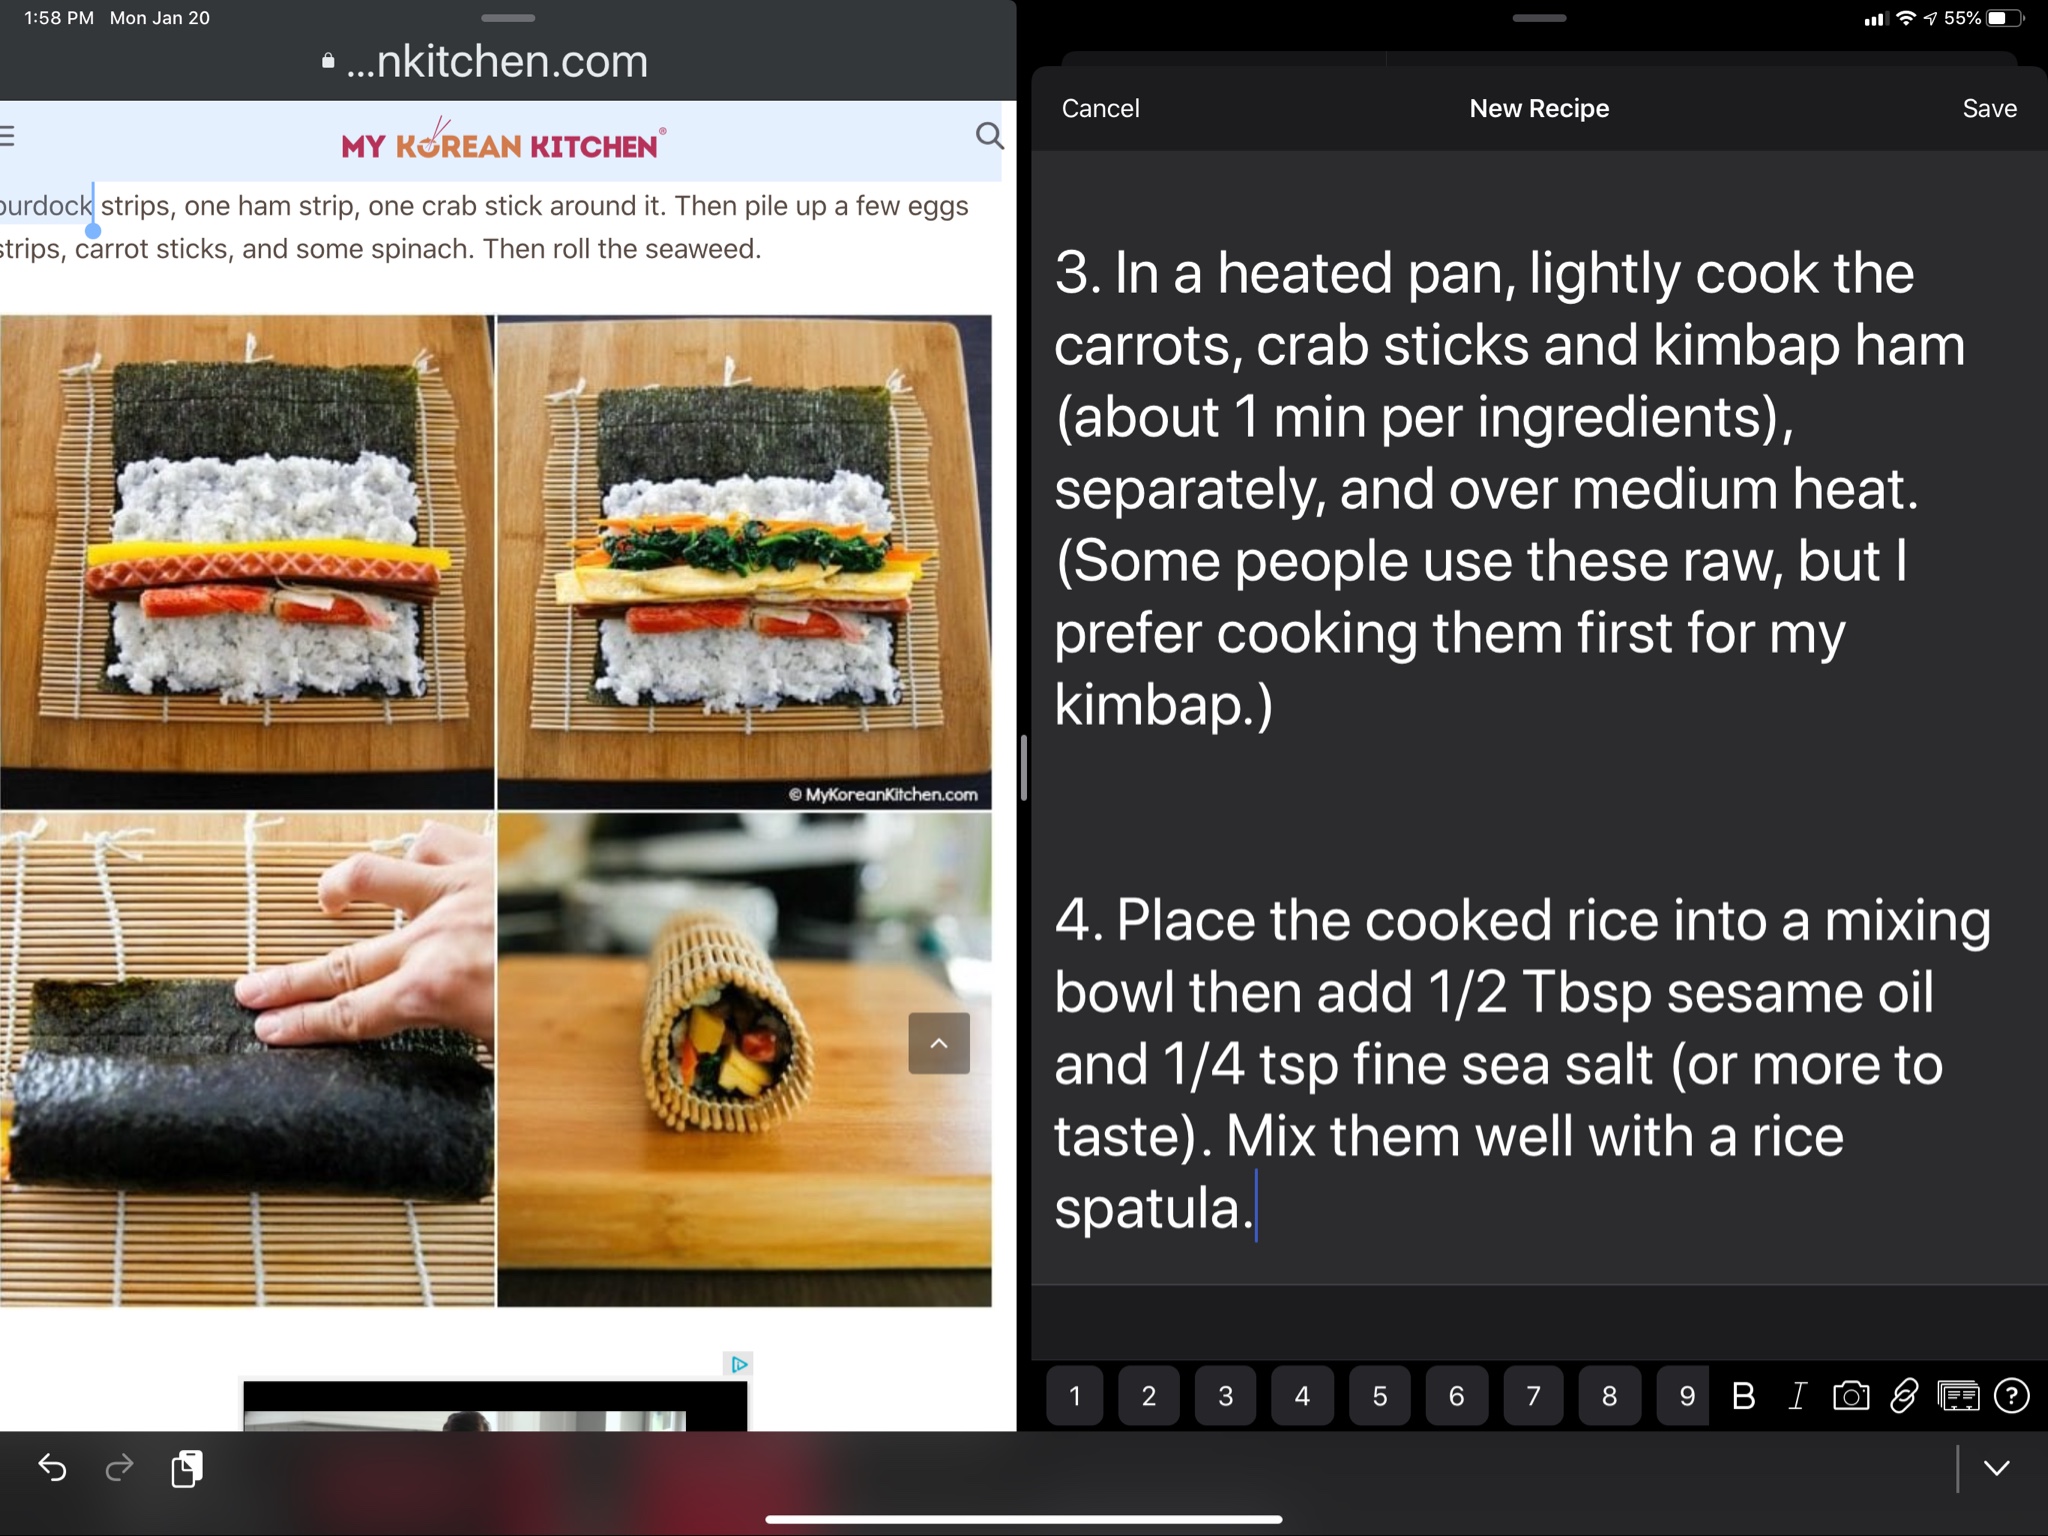 1:58 PM Mon Jan 20
55%
...nkitchen.com
MY KOREAN KITCHEN®
burdock strips, one ham strip, one crab stick around it. Then pile up a few eggs
strips, carrot sticks, and some spinach. Then roll the seaweed.
© MyKoreanKitchen.com
Cancel New Recipe Save
3. In a heated pan, lightly cook the
carrots, crab sticks and kimbap ham
(about 1 min per ingredients),
separately, and over medium heat.
(Some people use these raw, but I
prefer cooking them first for my
kimbap.)
4. Place the cooked rice into a mixing
bowl then add 1/2 Tbsp sesame oil
and 1/4 tsp fine sea salt (or more to
taste). Mix them well with a rice
spatula.
1 2 3 4 5 6 7 8 9 B I ?